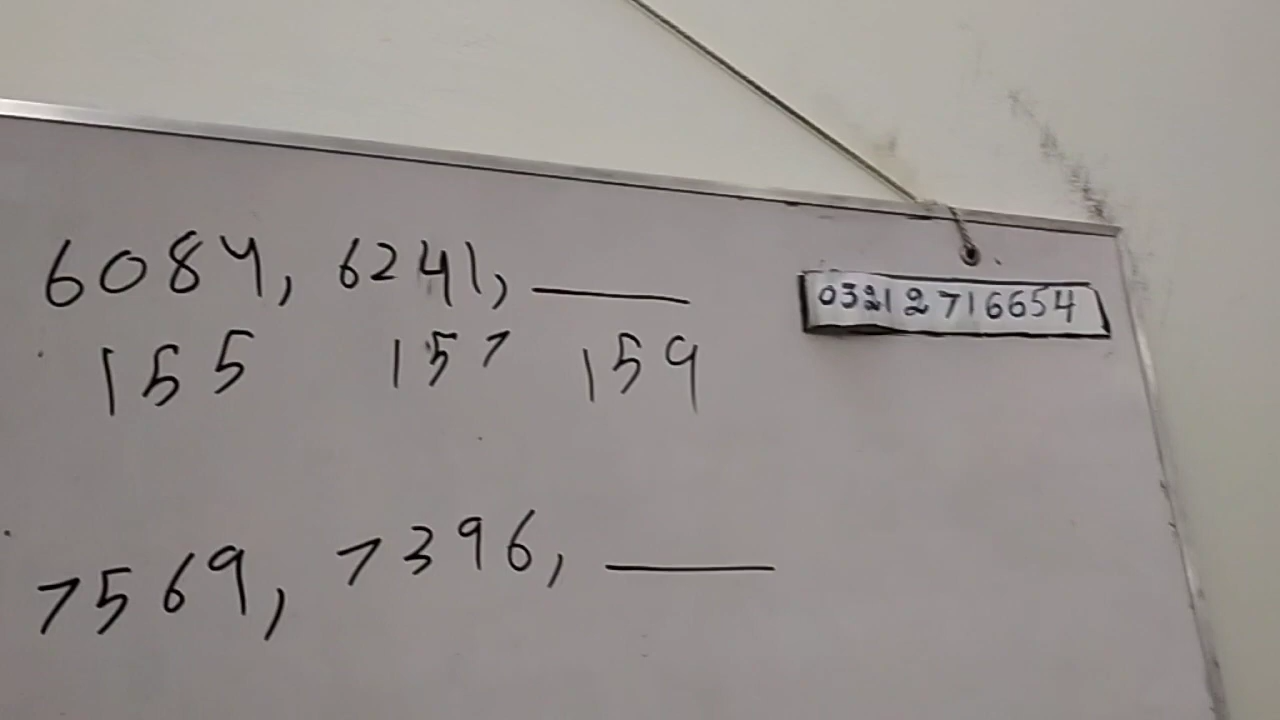 6084, 6241, ____
03212716654
155 157 159
7569, 7396, ____